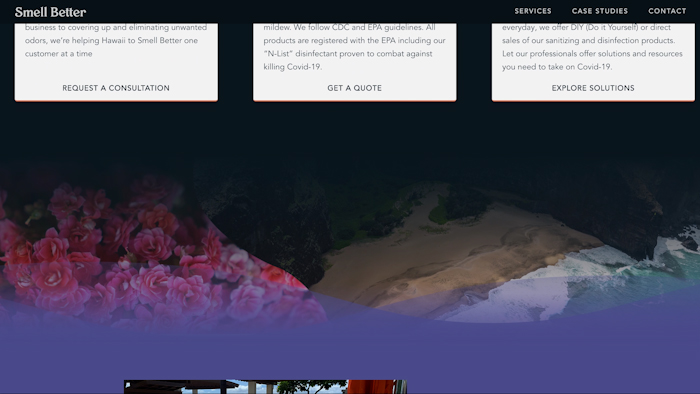 Smell Better
SERVICES CASE STUDIES CONTACT
business to covering up and eliminating unwanted
odors, we're helping Hawaii to Smell Better one
customer at a time
REQUEST A CONSULTATION
mildew. We follow CDC and EPA guidelines. All
products are registered with the EPA including our
"N-List" disinfectant proven to combat against
killing Covid-19.
GET A QUOTE
everyday, we offer DIY (Do it Yourself) or direct
sales of our sanitizing and disinfection products.
Let our professionals offer solutions and resources
you need to take on Covid-19.
EXPLORE SOLUTIONS